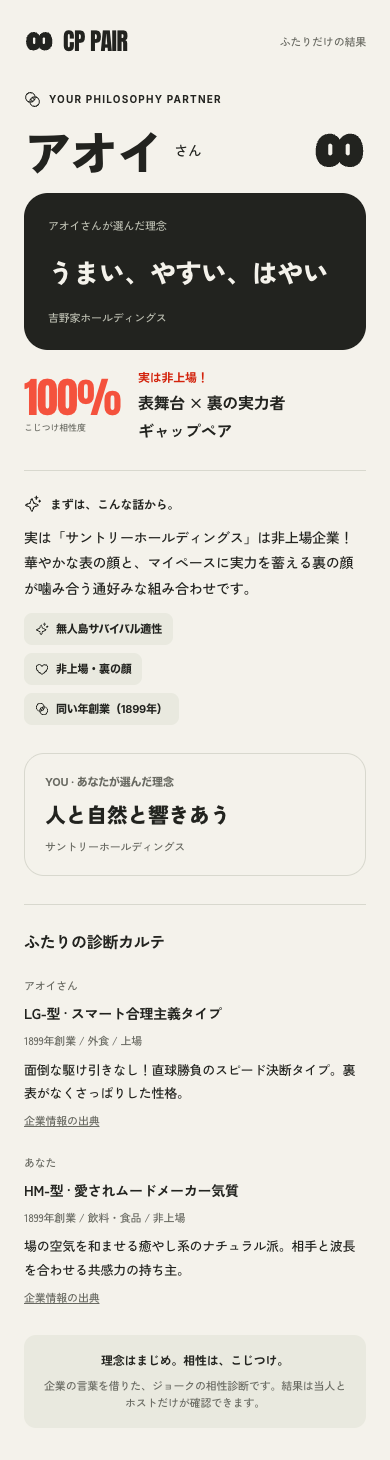 CP PAIR
ふたりだけの結果
YOUR PHILOSOPHY PARTNER
アオイ さん
アオイさんが選んだ理念
うまい、やすい、はやい
吉野家ホールディングス
100%
こじつけ相性度
実は非上場！
表舞台 × 裏の実力者
ギャップペア
まずは、こんな話から。
実は「サントリーホールディングス」は非上場企業！
華やかな表の顔と、マイペースに実力を蓄える裏の顔
が噛み合う通好みな組み合わせです。
無人島サバイバル適性
非上場・裏の顔
同い年創業（1899年）
YOU · あなたが選んだ理念
人と自然と響きあう
サントリーホールディングス
ふたりの診断カルテ
アオイさん
LG-型 · スマート合理主義タイプ
1899年創業 / 外食 / 上場
面倒な駆け引きなし！直球勝負のスピード決断タイプ。裏
表がなくさっぱりした性格。
企業情報の出典
あなた
HM-型 · 愛されムードメーカー気質
1899年創業 / 飲料・食品 / 非上場
場の空気を和ませる癒やし系のナチュラル派。相手と波長
を合わせる共感力の持ち主。
企業情報の出典
理念はまじめ。相性は、こじつけ。
企業の言葉を借りた、ジョークの相性診断です。結果は当人と
ホストだけが確認できます。